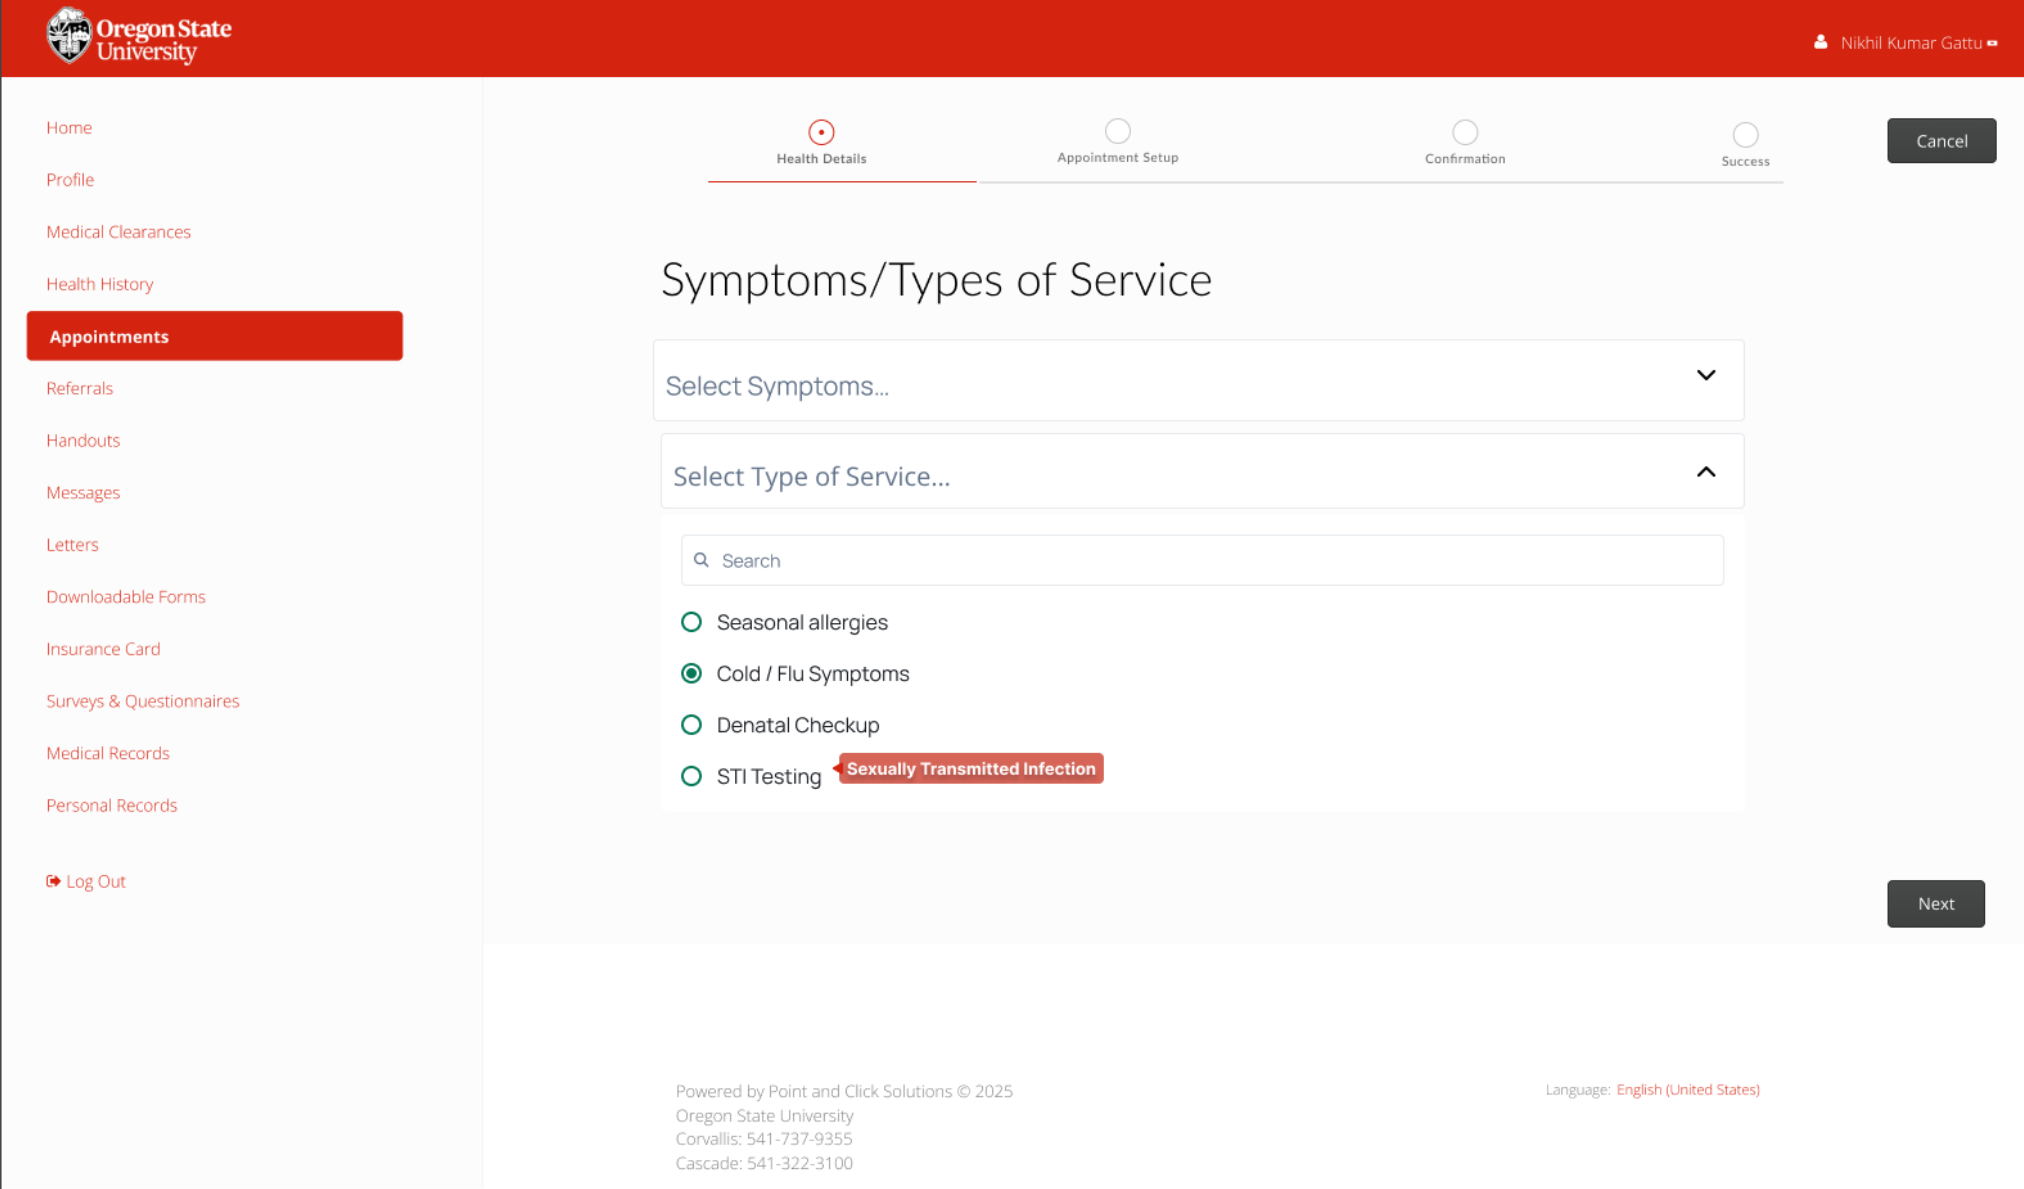 Oregon State
University
Nikhil Kumar Gattu
Home
Profile
Medical Clearances
Health History
Appointments
Referrals
Handouts
Messages
Letters
Downloadable Forms
Insurance Card
Surveys & Questionnaires
Medical Records
Personal Records
Log Out
Health Details
Appointment Setup
Confirmation
Success
Cancel
Symptoms/Types of Service
Select Symptoms...
Select Type of Service...
Search
Seasonal allergies
Cold / Flu Symptoms
Denatal Checkup
STI Testing
Sexually Transmitted Infection
Next
Powered by Point and Click Solutions © 2025
Oregon State University
Corvallis: 541-737-9355
Cascade: 541-322-3100
Language: English (United States)